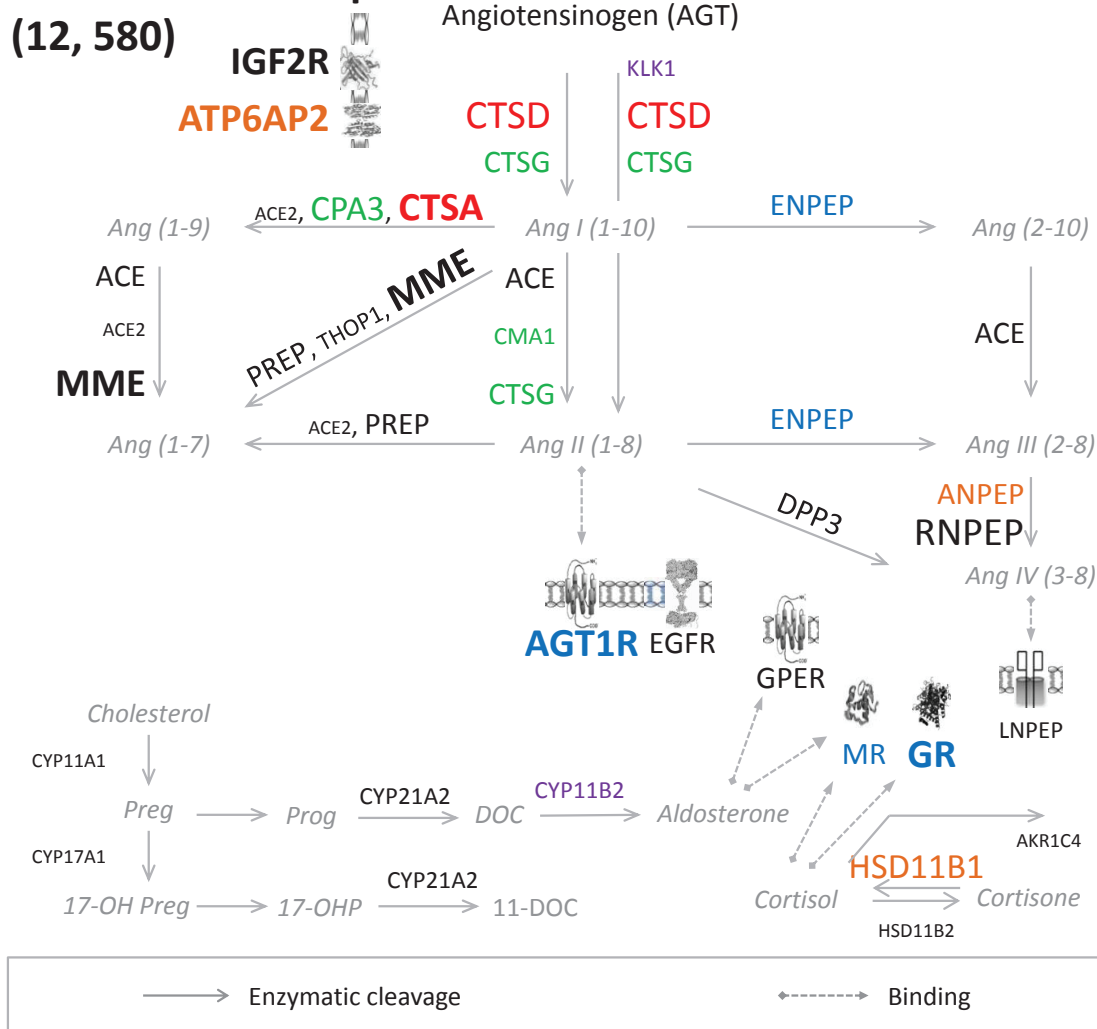 Angiotensinogen (AGT)
(12, 580)
IGF2R
KLK1
ATP6AP2
CTSD CTSD
CTSG CTSG
ACE2, CPA3, CTSA
ENPEP
Ang (1-9) Ang I (1-10) Ang (2-10)
ACE
ACE
ACE2
PREP, THOP1, MME
CMA1
ACE
MME
CTSG
ACE2, PREP
ENPEP
Ang (1-7) Ang II (1-8) Ang III (2-8)
ANPEP
DPP3
RNPEP
Ang IV (3-8)
AGT1R EGFR
GPER
LNPEP
Cholesterol
MR GR
CYP11A1
CYP21A2 CYP11B2
Preg Prog DOC Aldosterone
AKR1C4
CYP17A1
HSD11B1
CYP21A2
17-OH Preg 17-OHP 11-DOC
Cortisol Cortisone
HSD11B2
Enzymatic cleavage Binding